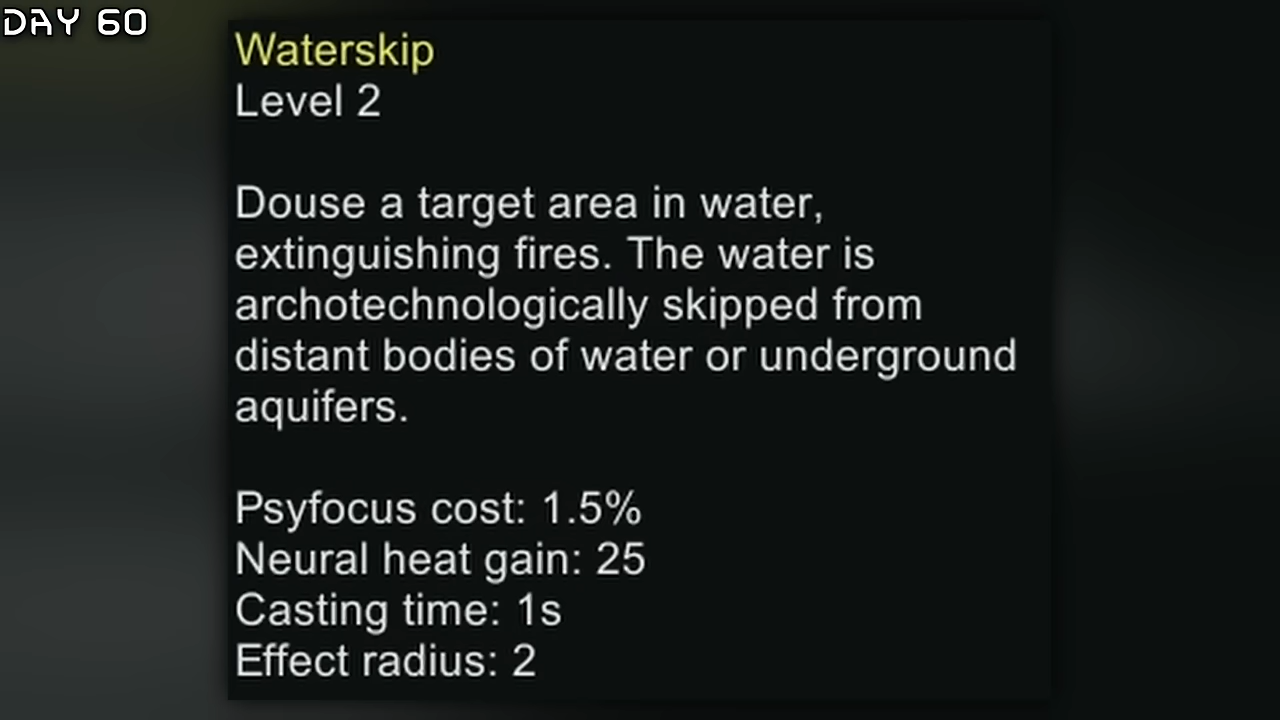 DAY 60
Waterskip
Level 2
Douse a target area in water,
extinguishing fires. The water is
archotechnologically skipped from
distant bodies of water or underground
aquifers.
Psyfocus cost: 1.5%
Neural heat gain: 25
Casting time: 1s
Effect radius: 2